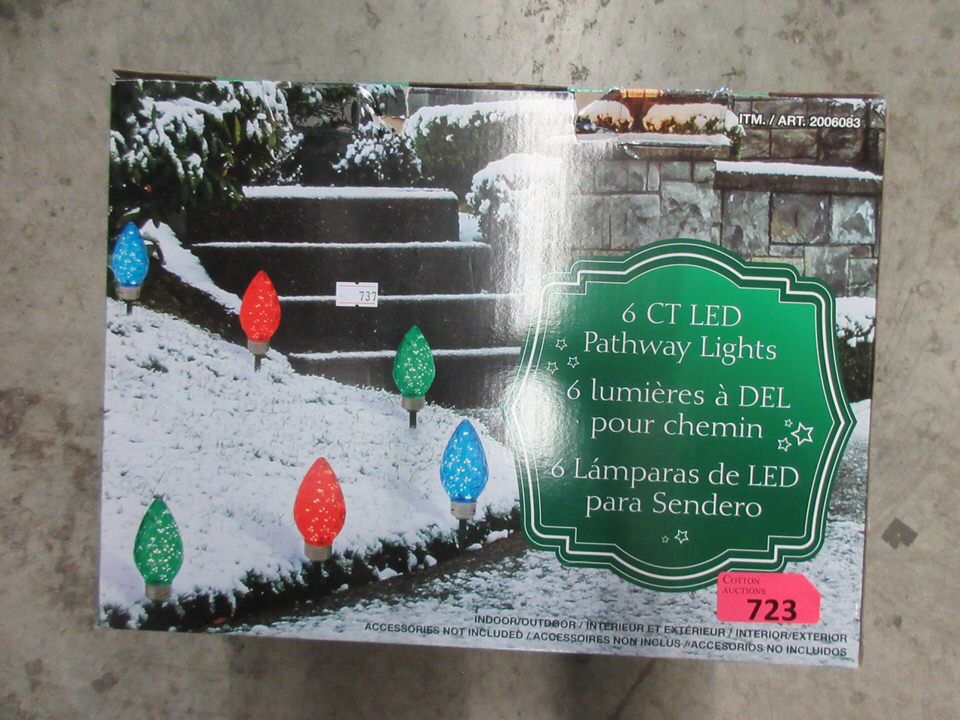 ITM. / ART. 2006083
737
6 CT LED
Pathway Lights
6 lumières à DEL
pour chemin
6 Lámparas de LED
para Sendero
COTTON
AUCTIONS
723
INDOOR/OUTDOOR / INTÉRIEUR ET EXTÉRIEUR / INTERIOR/EXTERIOR
ACCESSORIES NOT INCLUDED / ACCESSOIRES NON INCLUS / ACCESORIOS NO INCLUIDOS